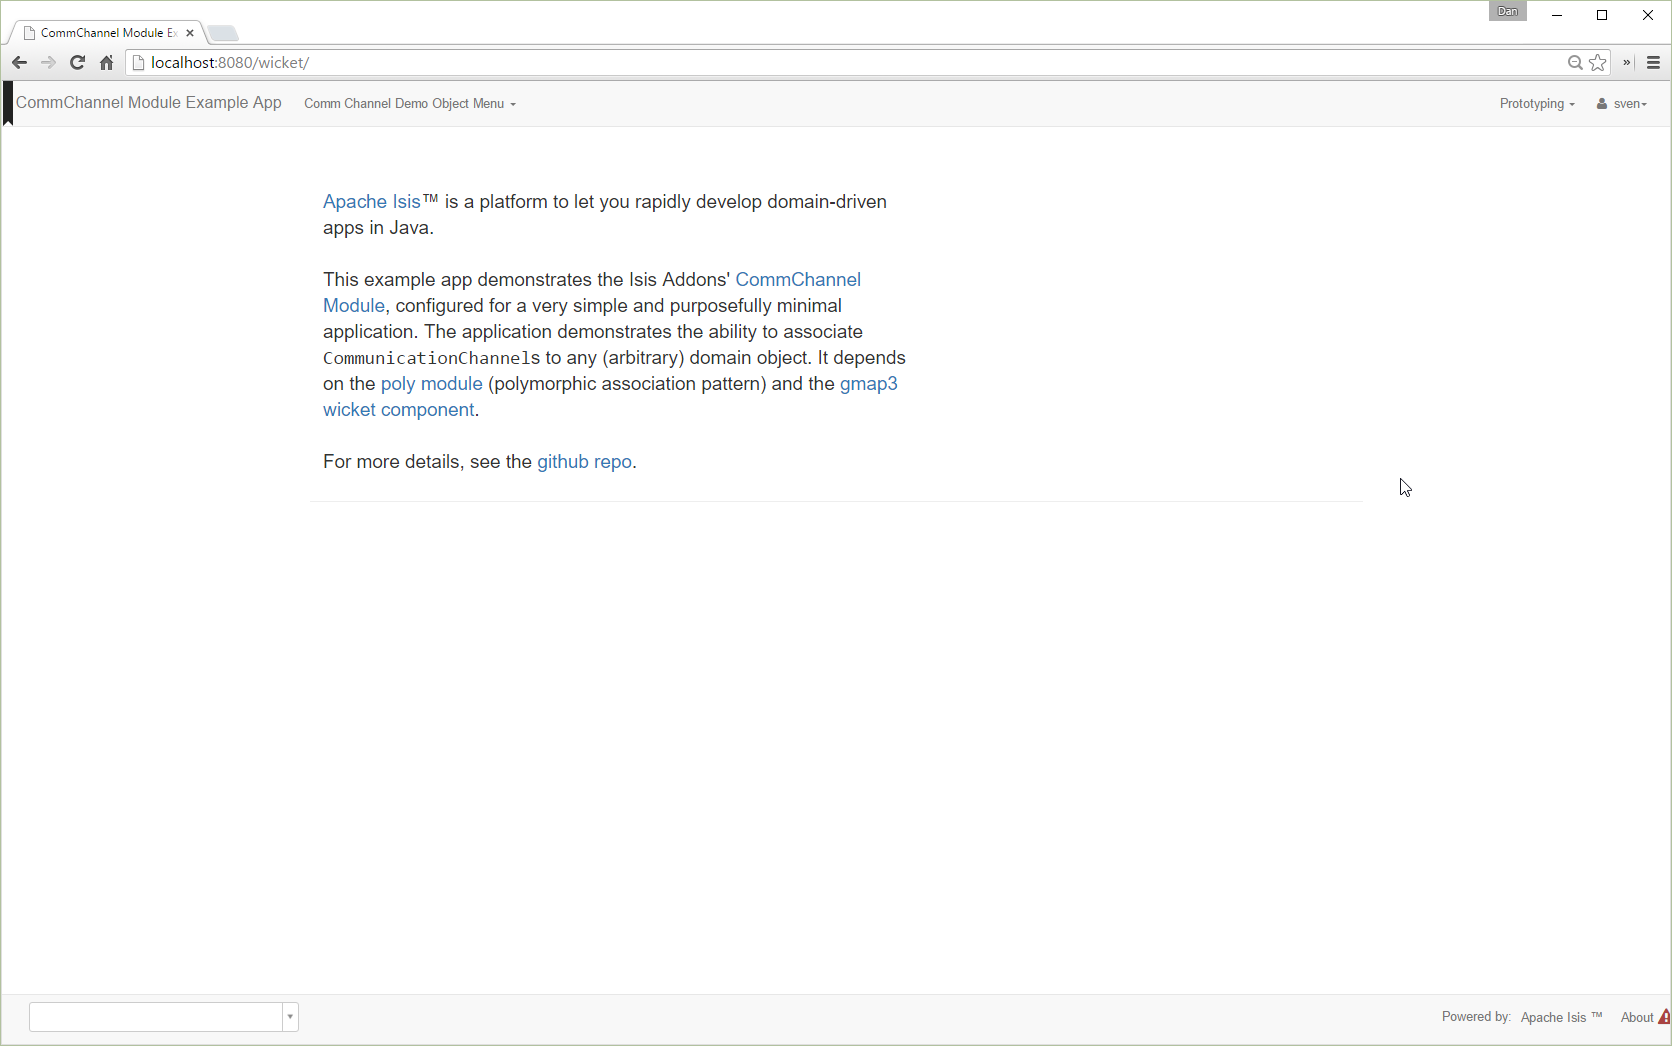 Dan
CommChannel Module Ex
localhost:8080/wicket/
»
CommChannel Module Example App
Comm Channel Demo Object Menu
Prototyping
sven
Apache Isis™ is a platform to let you rapidly develop domain-driven
apps in Java.
This example app demonstrates the Isis Addons' CommChannel
Module, configured for a very simple and purposefully minimal
application. The application demonstrates the ability to associate
CommunicationChannels to any (arbitrary) domain object. It depends
on the poly module (polymorphic association pattern) and the gmap3
wicket component.
For more details, see the github repo.
Powered by: Apache Isis ™ About